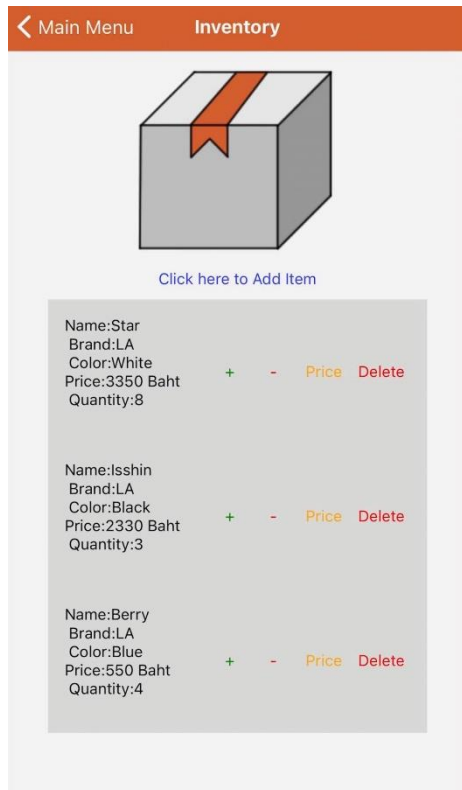 Main Menu Inventory
Click here to Add Item
Name:Star
Brand:LA
Color:White
Price:3350 Baht + - Price Delete
Quantity:8
Name:Isshin
Brand:LA
Color:Black
Price:2330 Baht + - Price Delete
Quantity:3
Name:Berry
Brand:LA
Color:Blue
Price:550 Baht + - Price Delete
Quantity:4